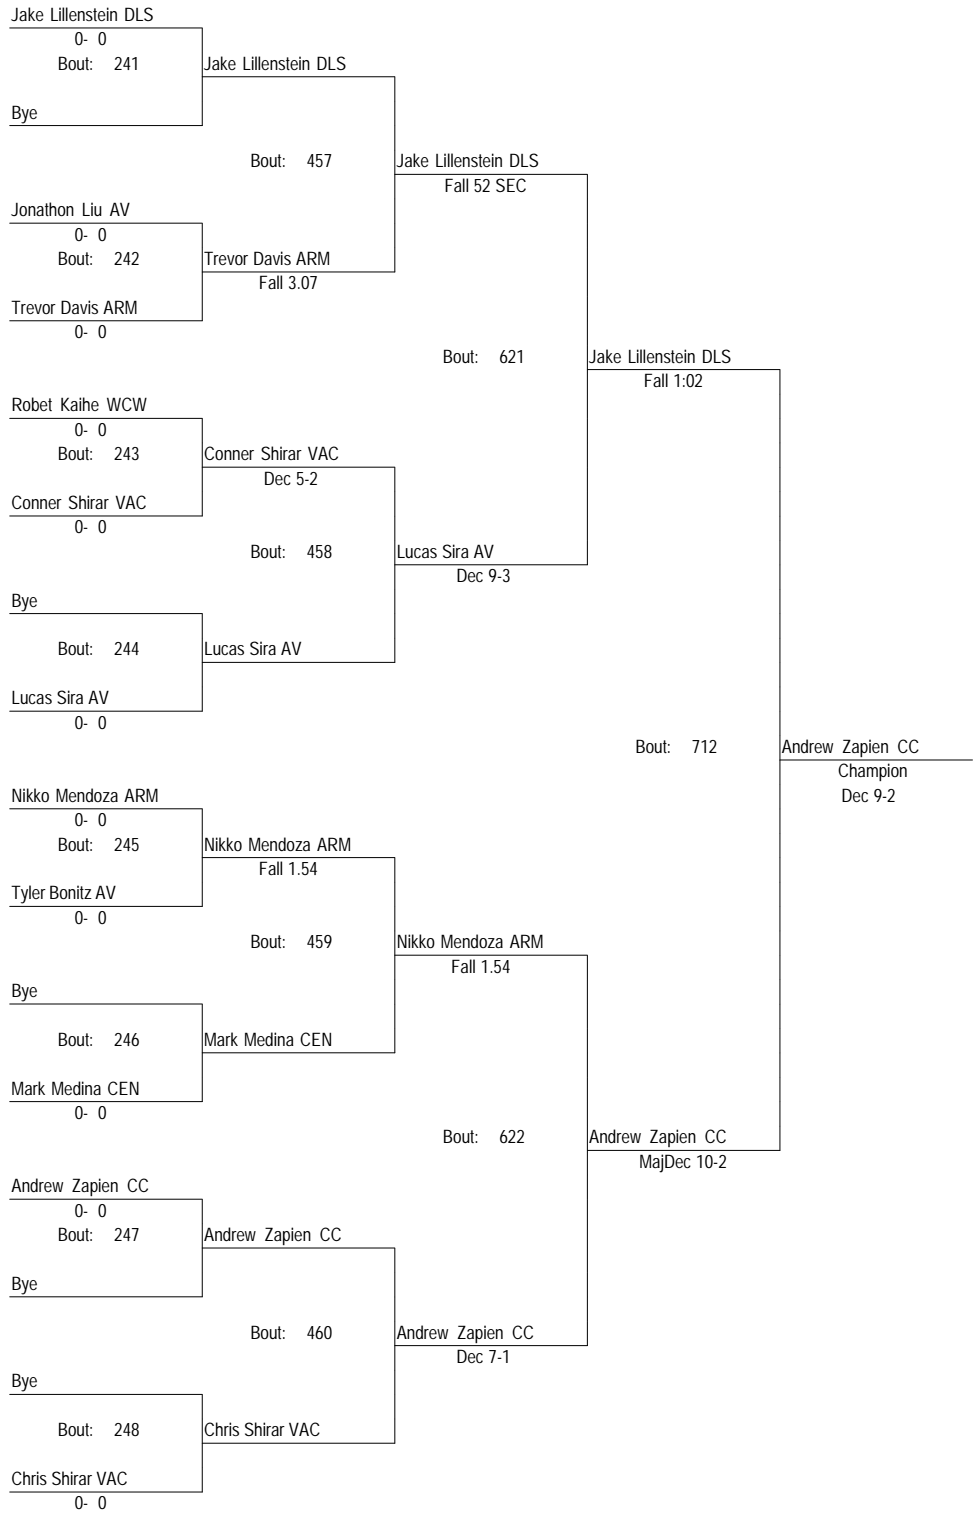 Jake Lillenstein DLS
0- 0
Bout: 241
Jake Lillenstein DLS
Bye
Bout: 457
Jake Lillenstein DLS
Fall 52 SEC
Jonathon Liu AV
0- 0
Bout: 242
Trevor Davis ARM
Fall 3.07
Trevor Davis ARM
0- 0
Bout: 621
Jake Lillenstein DLS
Fall 1:02
Robet Kaihe WCW
0- 0
Bout: 243
Conner Shirar VAC
Dec 5-2
Conner Shirar VAC
0- 0
Bout: 458
Lucas Sira AV
Dec 9-3
Bye
Bout: 244
Lucas Sira AV
Lucas Sira AV
0- 0
Bout: 712
Andrew Zapien CC
Champion
Dec 9-2
Nikko Mendoza ARM
0- 0
Bout: 245
Nikko Mendoza ARM
Fall 1.54
Tyler Bonitz AV
0- 0
Bout: 459
Nikko Mendoza ARM
Fall 1.54
Bye
Bout: 246
Mark Medina CEN
Mark Medina CEN
0- 0
Bout: 622
Andrew Zapien CC
MajDec 10-2
Andrew Zapien CC
0- 0
Bout: 247
Andrew Zapien CC
Bye
Bout: 460
Andrew Zapien CC
Dec 7-1
Bye
Bout: 248
Chris Shirar VAC
Chris Shirar VAC
0- 0